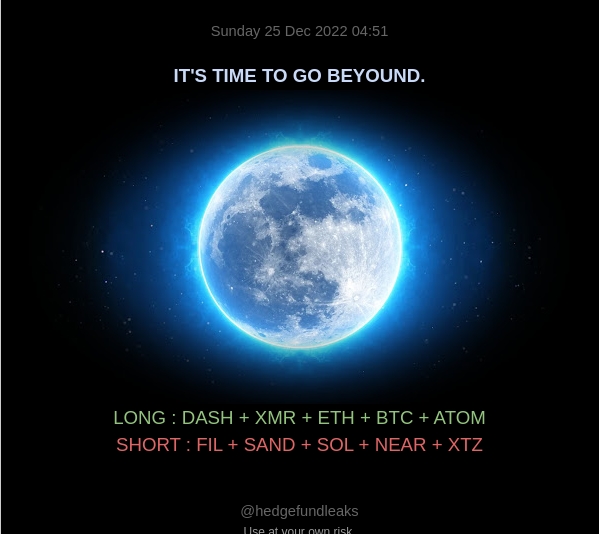 Sunday 25 Dec 2022 04:51
IT'S TIME TO GO BEYOUND.
LONG : DASH + XMR + ETH + BTC + ATOM
SHORT : FIL + SAND + SOL + NEAR + XTZ
@hedgefundleaks
Use at your own risk